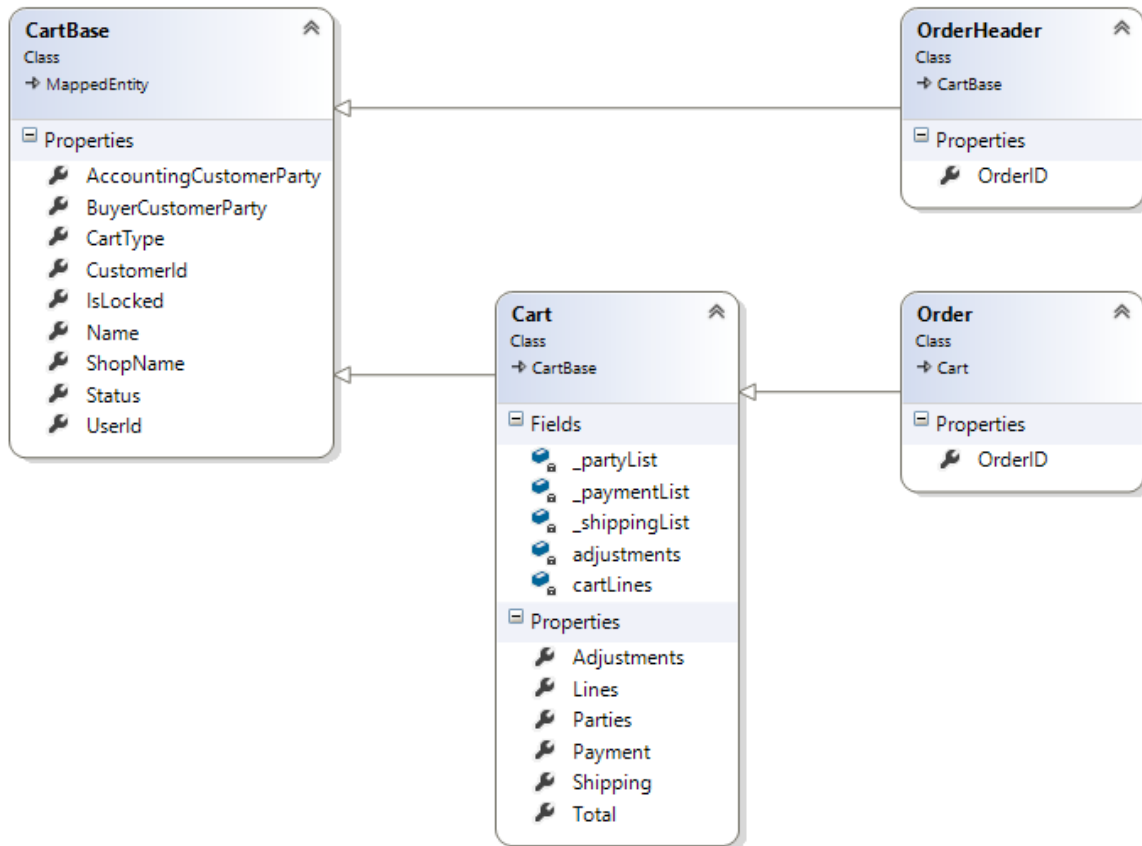 CartBase
Class
MappedEntity
Properties
AccountingCustomerParty
BuyerCustomerParty
CartType
CustomerId
IsLocked
Name
ShopName
Status
UserId
OrderHeader
Class
CartBase
Properties
OrderID
Cart
Class
CartBase
Fields
_partyList
_paymentList
_shippingList
adjustments
cartLines
Properties
Adjustments
Lines
Parties
Payment
Shipping
Total
Order
Class
Cart
Properties
OrderID